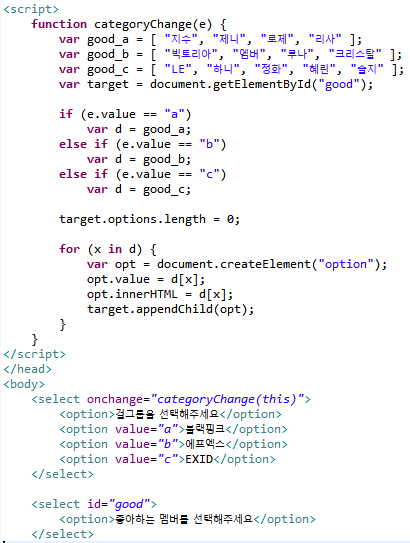 <script>
function categoryChange(e) {
var good_a = [ "지수", "제니", "로제", "리사" ];
var good_b = [ "빅토리아", "엠버", "루나", "크리스탈" ];
var good_c = [ "LE", "하니", "정화", "혜린", "솔지" ];
var target = document.getElementById("good");
if (e.value == "a")
var d = good_a;
else if (e.value == "b")
var d = good_b;
else if (e.value == "c")
var d = good_c;
target.options.length = 0;
for (x in d) {
var opt = document.createElement("option");
opt.value = d[x];
opt.innerHTML = d[x];
target.appendChild(opt);
}
}
</script>
</head>
<body>
<select onchange="categoryChange(this)">
<option>걸그룹을 선택해주세요</option>
<option value="a">블랙핑크</option>
<option value="b">에프엑스</option>
<option value="c">EXID</option>
</select>
<select id="good">
<option>좋아하는 멤버를 선택해주세요</option>
</select>